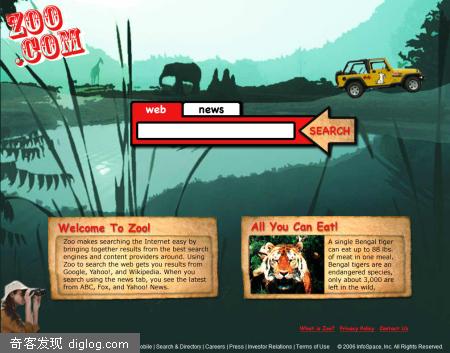 ZOO
.COM
web news
SEARCH
Welcome To Zoo!
Zoo makes searching the Internet easy by
bringing together results from the best search
engines and content providers around. Using
Zoo to search the web gets you results from
Google, Yahoo!, and Wikipedia. When you
search using the news tab, you see the latest
from ABC, Fox, and Yahoo! News.
All You Can Eat!
A single Bengal tiger
can eat up to 88 lbs
of meat in one meal.
Bengal tigers are an
endangered species,
only about 3,000 are
left in the wild.
What is Zoo? Privacy Policy Contact Us
| Search & Directory | Careers | Press | Investor Relations | Terms of Use © 2006 InfoSpace, Inc. All Rights Reserved.
奇客发现 diglog.com